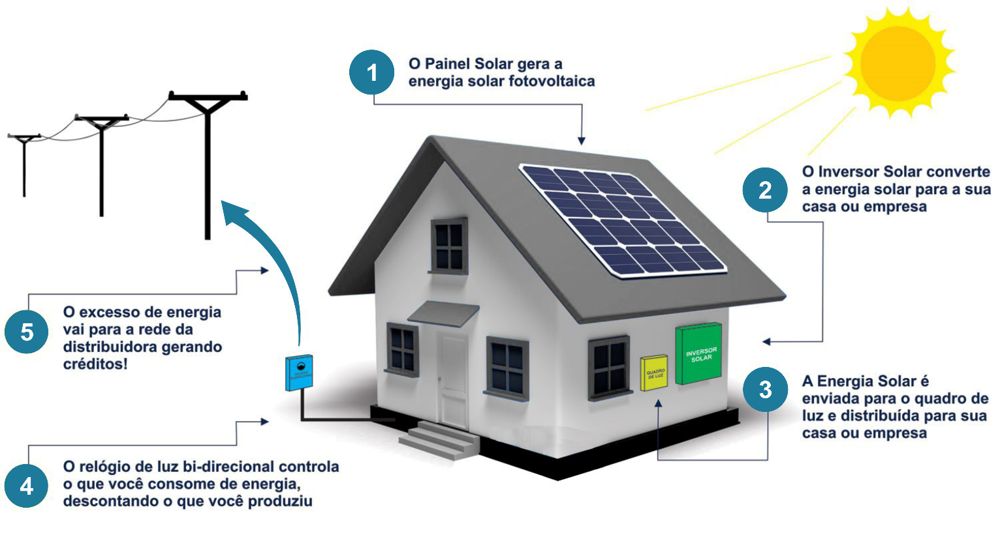 1
O Painel Solar gera a
energia solar fotovoltaica
2
O Inversor Solar converte
a energia solar para a sua
casa ou empresa
INVERSOR
SOLAR
QUADRO
DE LUZ
3
A Energia Solar é
enviada para o quadro de
luz e distribuída para sua
casa ou empresa
4
O relógio de luz bi-direcional controla
o que você consome de energia,
descontando o que você produziu
5
O excesso de energia
vai para a rede da
distribuidora gerando
créditos!